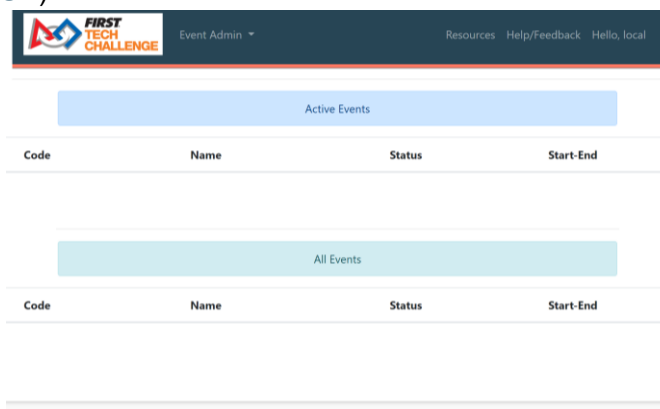 FIRST
TECH
CHALLENGE
Event Admin
Resources Help/Feedback Hello, local
Active Events
Code Name Status Start-End
All Events
Code Name Status Start-End